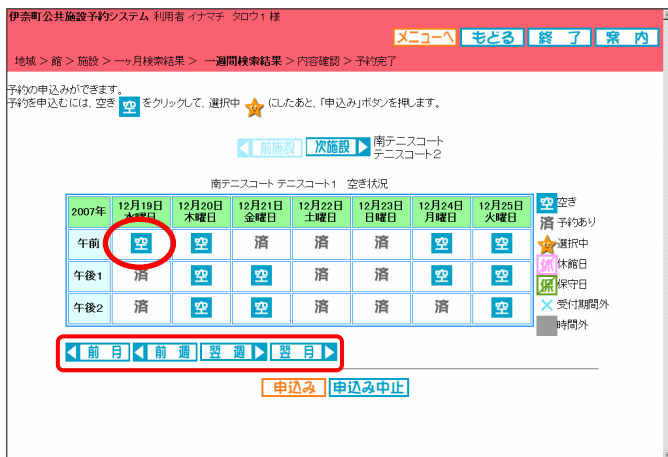 伊奈町公共施設予約システム 利用者 イナマチ タロウ1 様
メニューへ もどる 終 了 案 内
地域 > 館 > 施設 > 一ヶ月検索結果 > 一週間検索結果 > 内容確認 > 予約完了
予約の申込みができます。
予約を申込むには、空き 空 をクリックして、選択中 にしたあと、「申込み」ボタンを押します。
前施設 次施設 南テニスコート
テニスコート2
南テニスコート テニスコート1 空き状況
2007年 12月19日 12月20日 12月21日 12月22日 12月23日 12月24日 12月25日
水曜日 木曜日 金曜日 土曜日 日曜日 月曜日 火曜日
午前 空 空 済 済 済 空 空
午後1 済 空 空 済 済 空 空
午後2 済 空 空 済 済 済 空
空 空き
済 予約あり
選択中
休 休館日
保 保守日
受付期間外
時間外
前 月 前 週 翌 週 翌 月
申込み 申込み中止